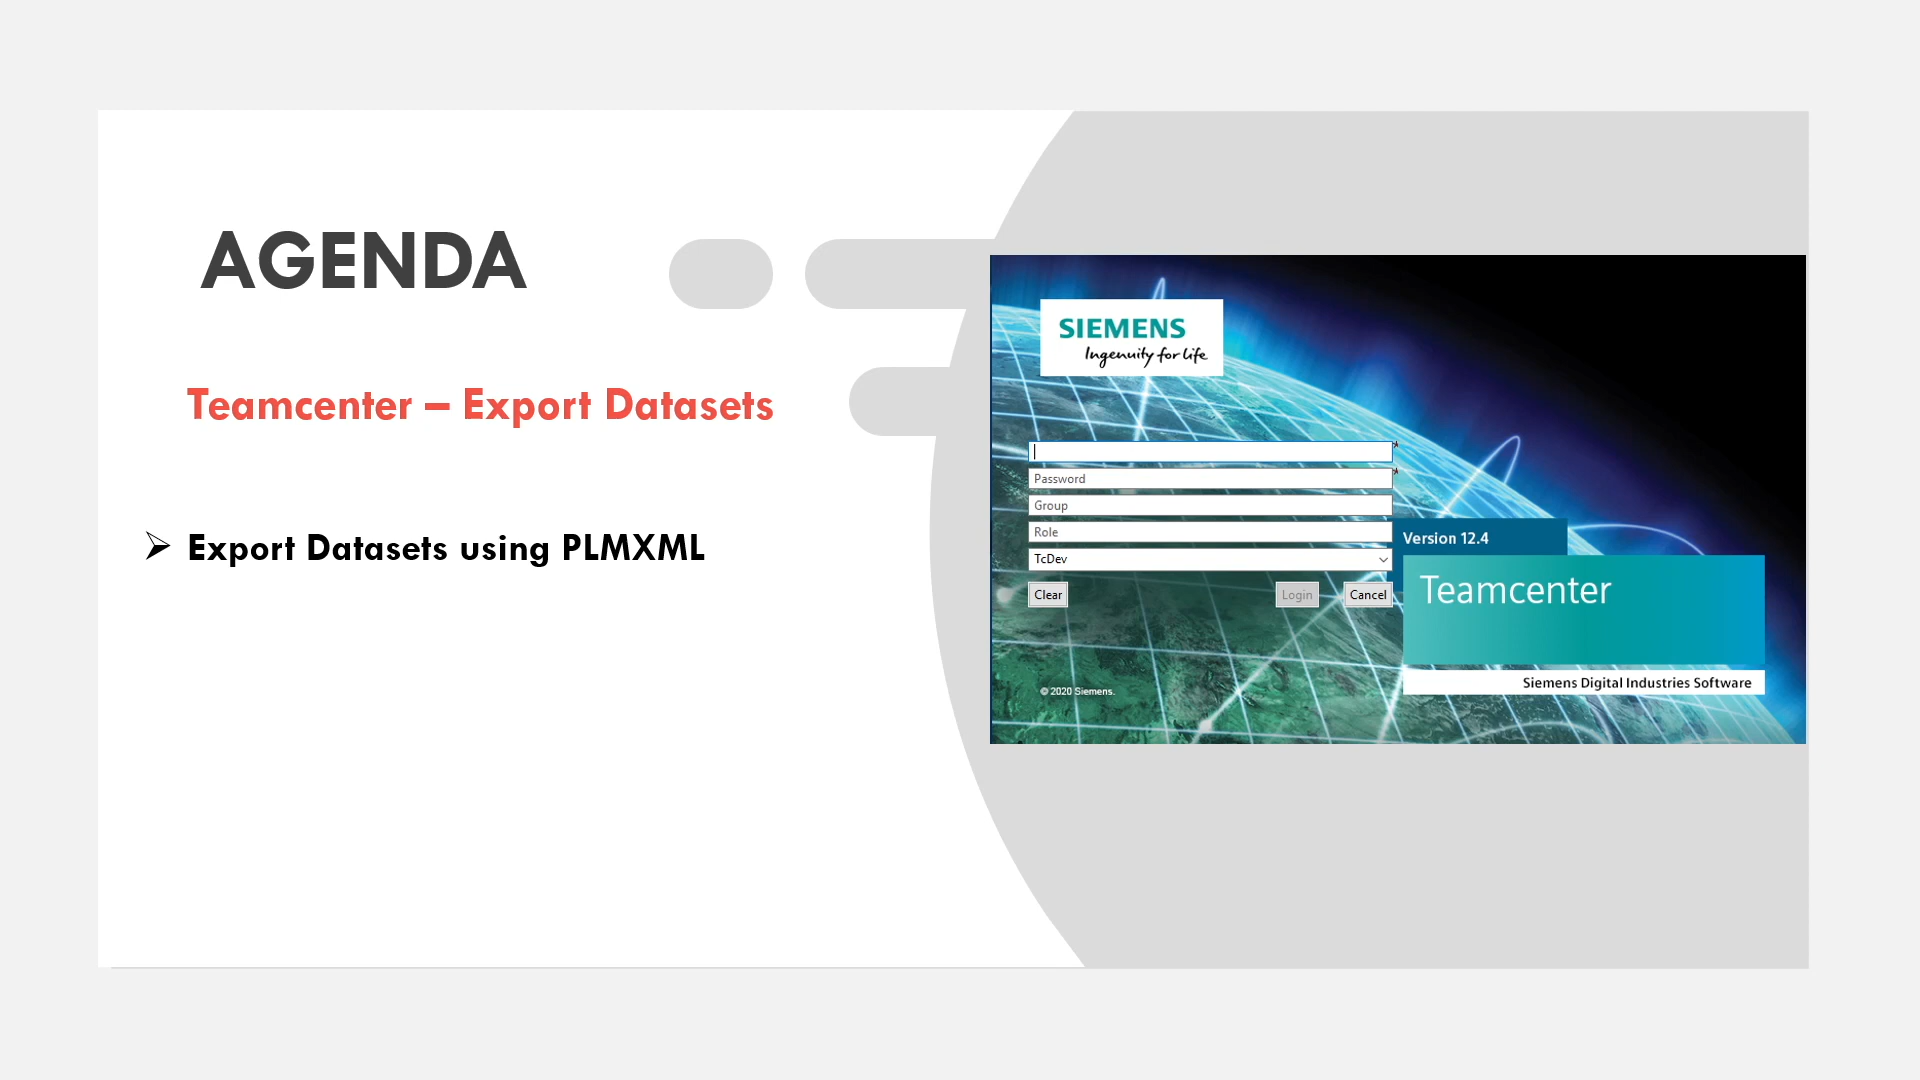 AGENDA
Teamcenter – Export Datasets
➢ Export Datasets using PLMXML
SIEMENS
Ingenuity for life
*
Password *
Group
Role
TcDev
Clear Login Cancel
Version 12.4
Teamcenter
Siemens Digital Industries Software
© 2020 Siemens.